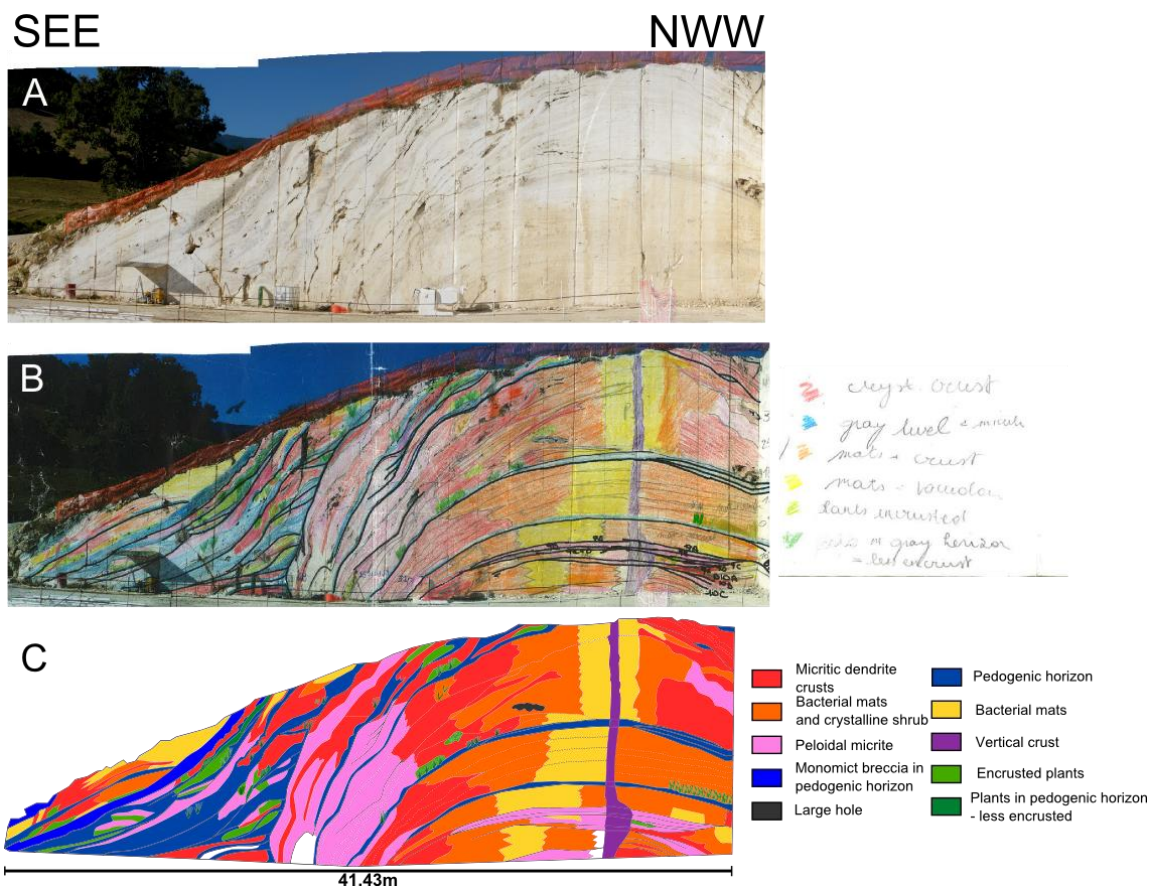 SEE
NWW
A
B
cryst. crust
gray level + micrite
mats + crust
mats
plants incrusted
gray horizon
= less encrust
C
Micritic dendrite
crusts
Bacterial mats
and crystalline shrub
Peloidal micrite
Monomict breccia in
pedogenic horizon
Large hole
Pedogenic horizon
Bacterial mats
Vertical crust
Encrusted plants
Plants in pedogenic horizon
- less encrusted
41.43m